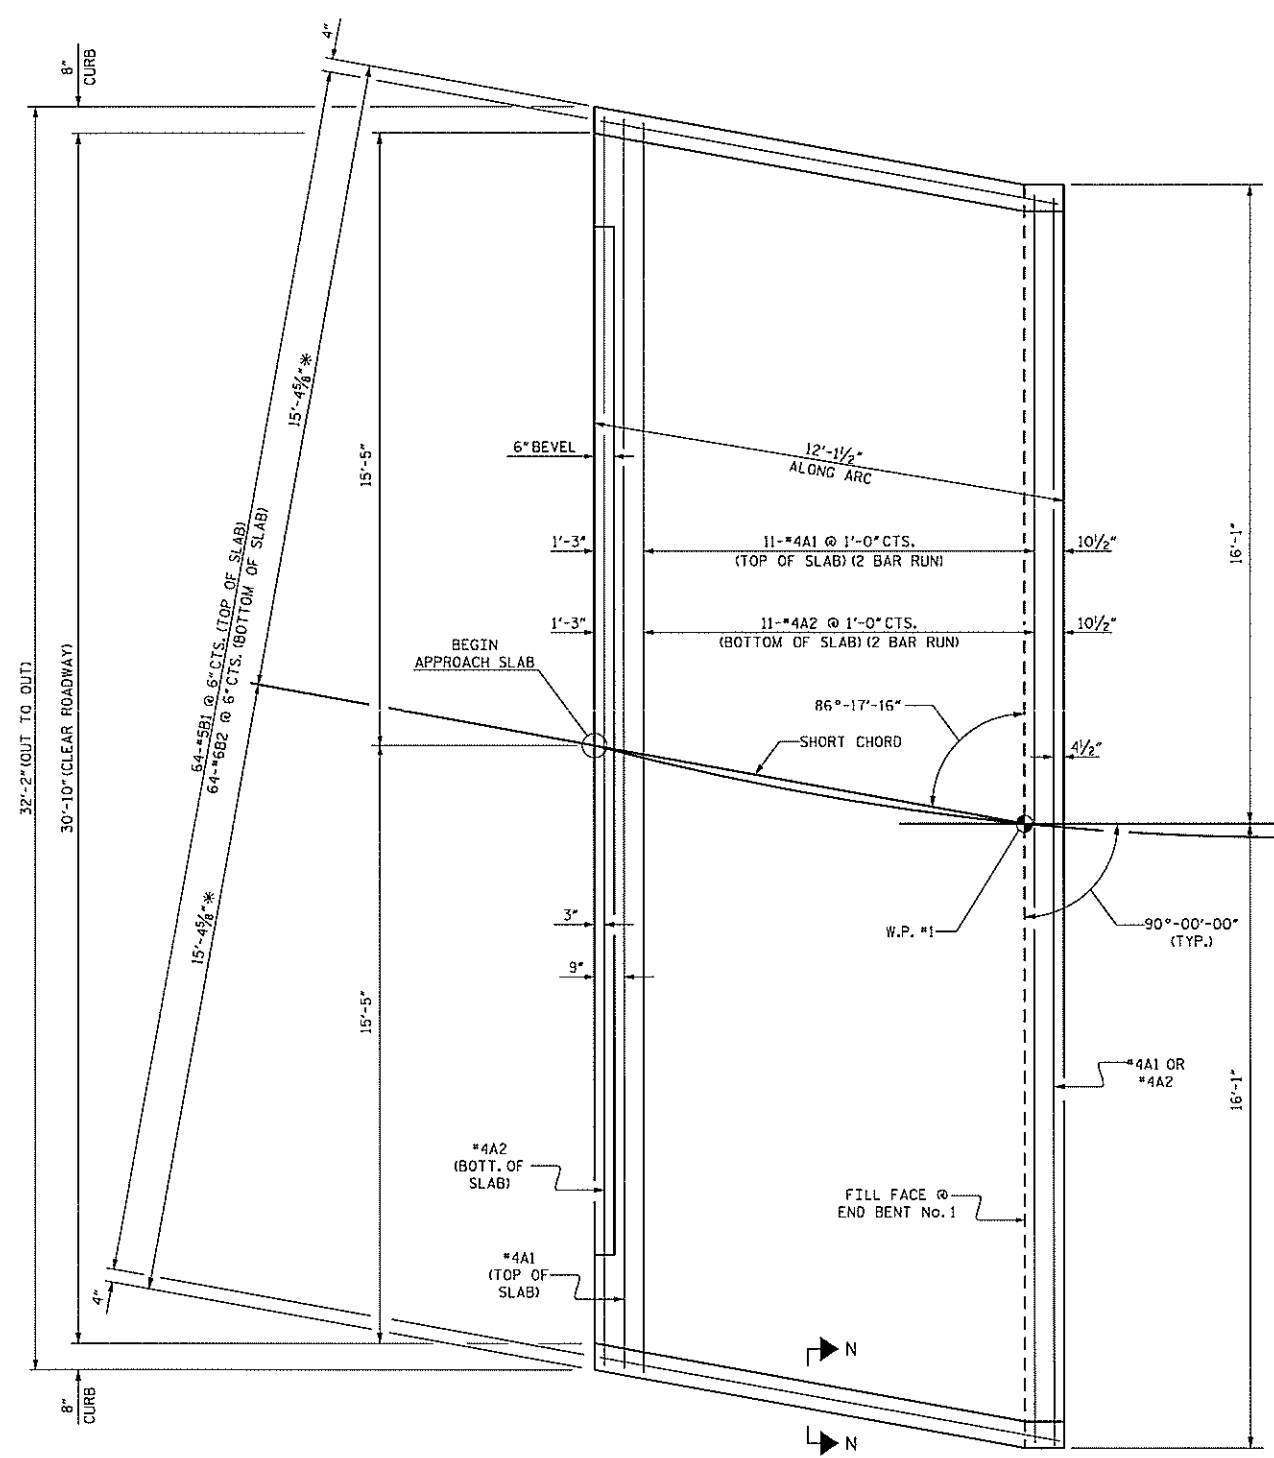 4"
8"
CURB
32'-2" (OUT TO OUT)
30'-10" (CLEAR ROADWAY)
64-#5B1 @ 6" CTS. (TOP OF SLAB)
64-#6B2 @ 6" CTS. (BOTTOM OF SLAB)
15'-4⅝" *
15'-4⅝" *
15'-5"
15'-5"
6" BEVEL
12'-1½"
ALONG ARC
1'-3"
11-#4A1 @ 1'-0" CTS.
(TOP OF SLAB) (2 BAR RUN)
10½"
1'-3"
11-#4A2 @ 1'-0" CTS.
(BOTTOM OF SLAB) (2 BAR RUN)
10½"
16'-1"
BEGIN
APPROACH SLAB
86°-17'-16"
SHORT CHORD
4½"
3"
W.P. #1
90°-00'-00"
(TYP.)
9"
#4A1 OR
#4A2
16'-1"
#4A2
(BOTT. OF
SLAB)
FILL FACE @
END BENT No. 1
#4A1
(TOP OF
SLAB)
4"
N
8"
CURB
N